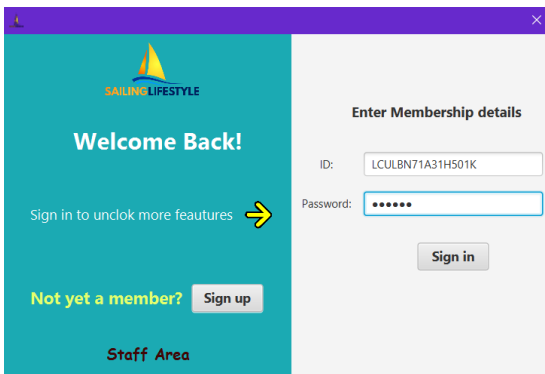 SAILINGLIFESTYLE
Welcome Back!
Sign in to unclok more feautures
Not yet a member?
Sign up
Staff Area
Enter Membership details
ID:
LCULBN71A31H501K
Password:
••••••
Sign in